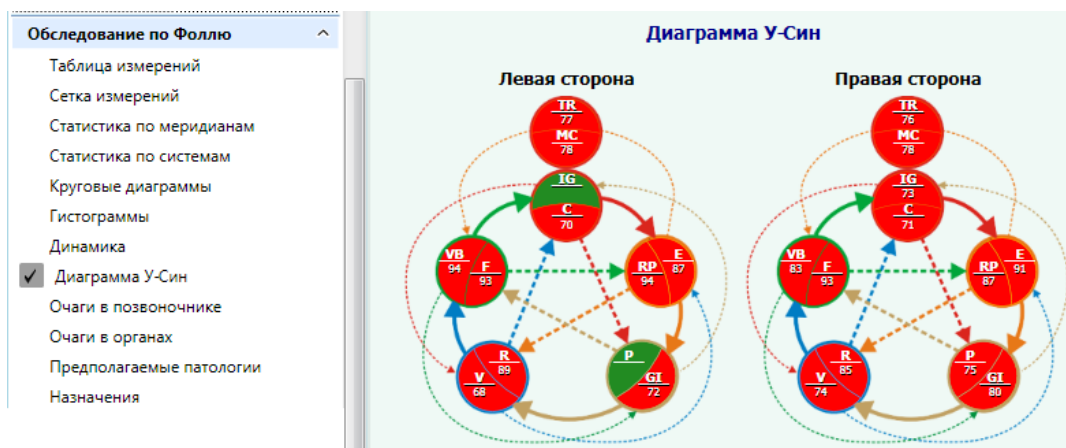 Обследование по Фоллю
Таблица измерений
Сетка измерений
Статистика по меридианам
Статистика по системам
Круговые диаграммы
Гистограммы
Динамика
Диаграмма У-Син
Очаги в позвоночнике
Очаги в органах
Предполагаемые патологии
Назначения
Диаграмма У-Син
Левая сторона
TR
77
MC
78
IG
C
70
VB
94
F
93
RP
94
E
87
R
89
V
68
P
GI
72
Правая сторона
TR
76
MC
78
IG
73
C
71
VB
83
F
93
RP
87
E
91
R
85
V
74
P
75
GI
80